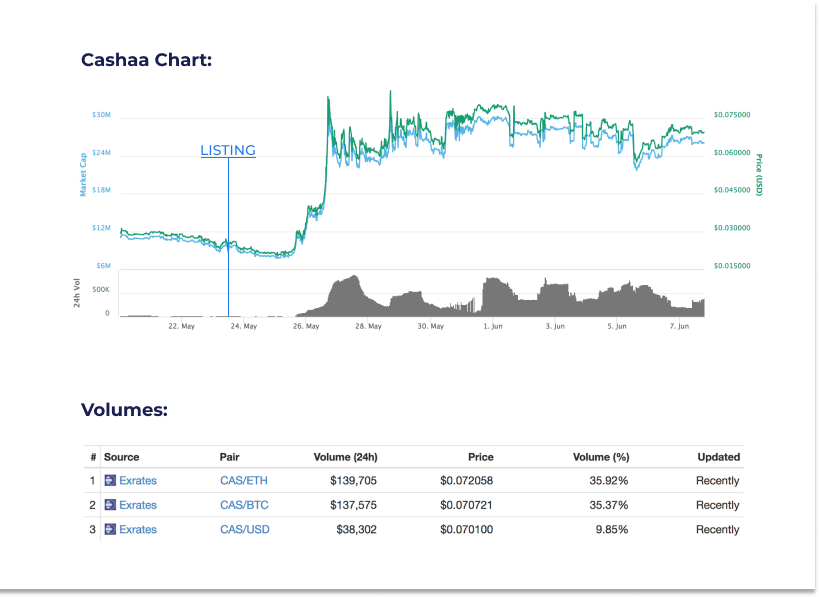 Cashaa Chart:
$30M
$24M
$18M
$12M
$6M
Market Cap
LISTING
$0.075000
$0.060000
$0.045000
$0.030000
$0.015000
Price (USD)
24h Vol
500K
0
22. May 24. May 26. May 28. May 30. May 1. Jun 3. Jun 5. Jun 7. Jun
Volumes:
# Source Pair Volume (24h) Price Volume (%) Updated
1 Exrates CAS/ETH $139,705 $0.072058 35.92% Recently
2 Exrates CAS/BTC $137,575 $0.070721 35.37% Recently
3 Exrates CAS/USD $38,302 $0.070100 9.85% Recently